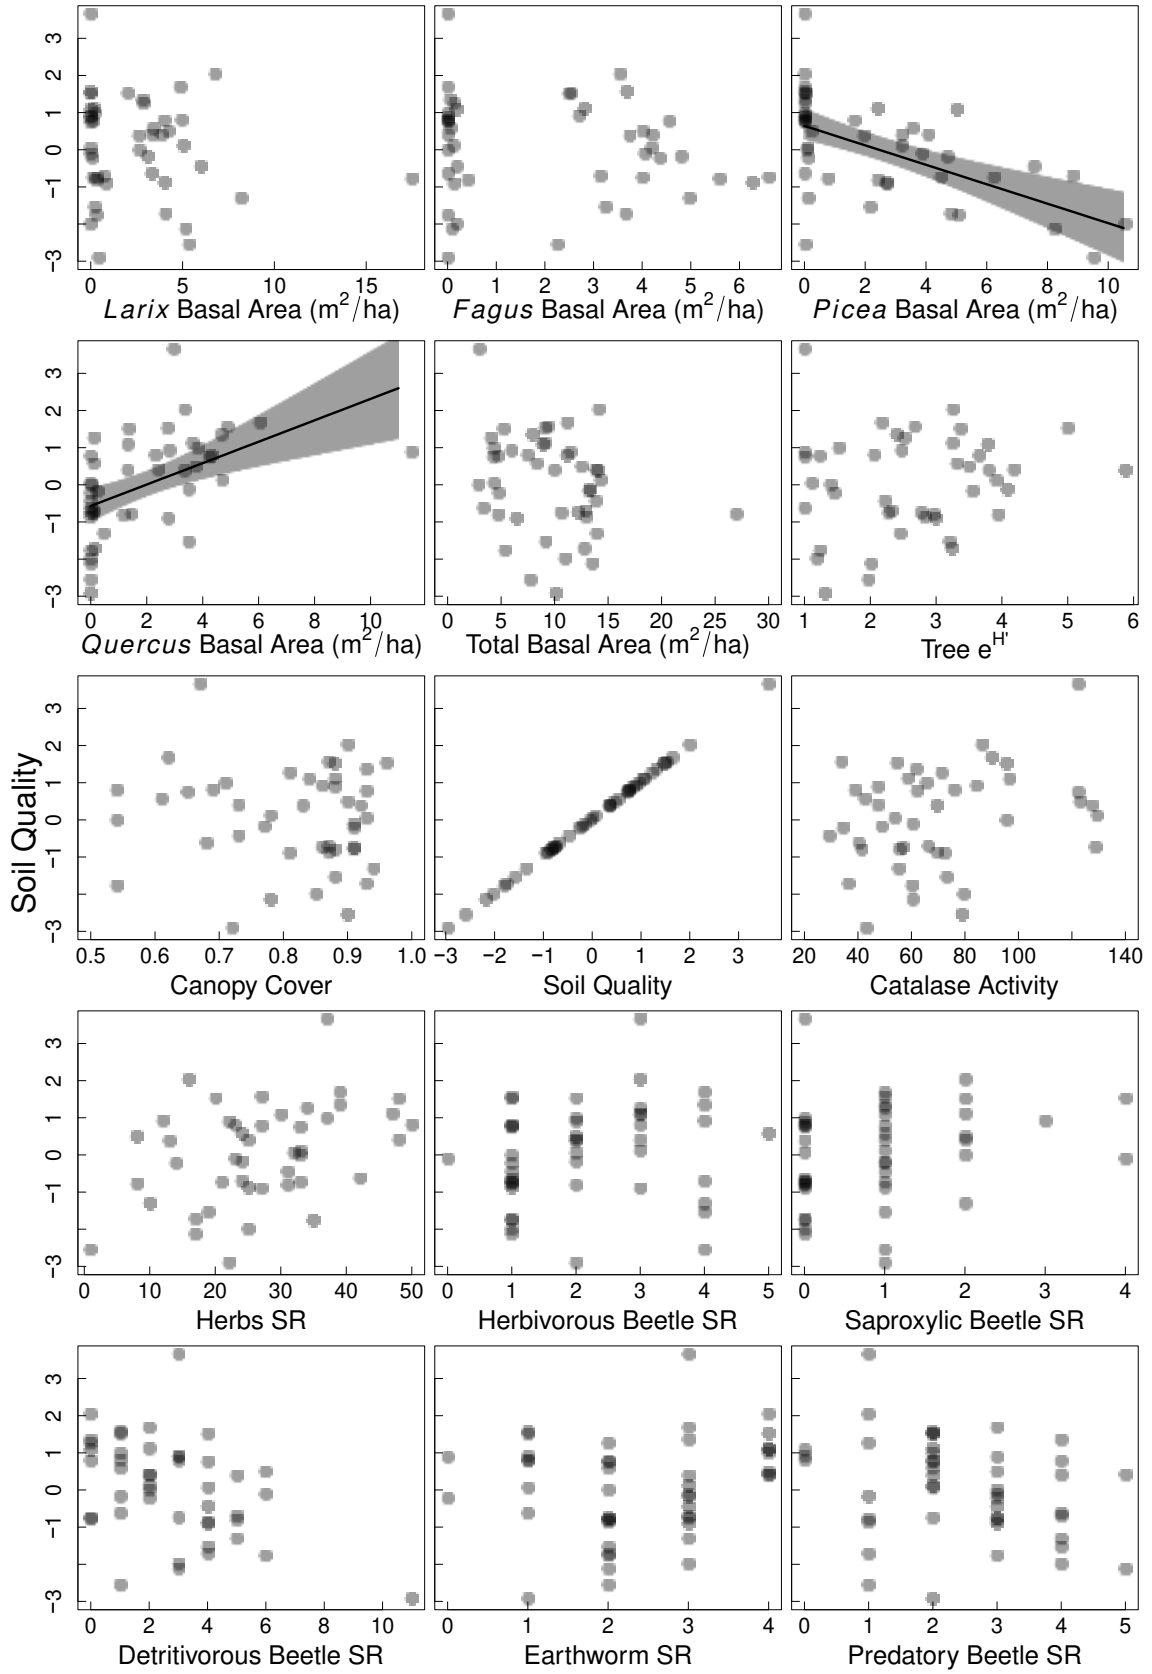 −3 −1 0 1 2 3
0 5 10 15
Larix Basal Area (m²/ha)
0 1 2 3 4 5 6
Fagus Basal Area (m²/ha)
0 2 4 6 8 10
Picea Basal Area (m²/ha)
−3 −1 0 1 2 3
0 2 4 6 8 10
Quercus Basal Area (m²/ha)
0 5 10 15 20 25 30
Total Basal Area (m²/ha)
1 2 3 4 5 6
Tree e^H'
Soil Quality
−3 −1 0 1 2 3
0.5 0.6 0.7 0.8 0.9 1.0
Canopy Cover
−3 −2 −1 0 1 2 3
Soil Quality
20 40 60 80 100 140
Catalase Activity
−3 −1 0 1 2 3
0 10 20 30 40 50
Herbs SR
0 1 2 3 4 5
Herbivorous Beetle SR
0 1 2 3 4
Saproxylic Beetle SR
−3 −1 0 1 2 3
0 2 4 6 8 10
Detritivorous Beetle SR
0 1 2 3 4
Earthworm SR
0 1 2 3 4 5
Predatory Beetle SR